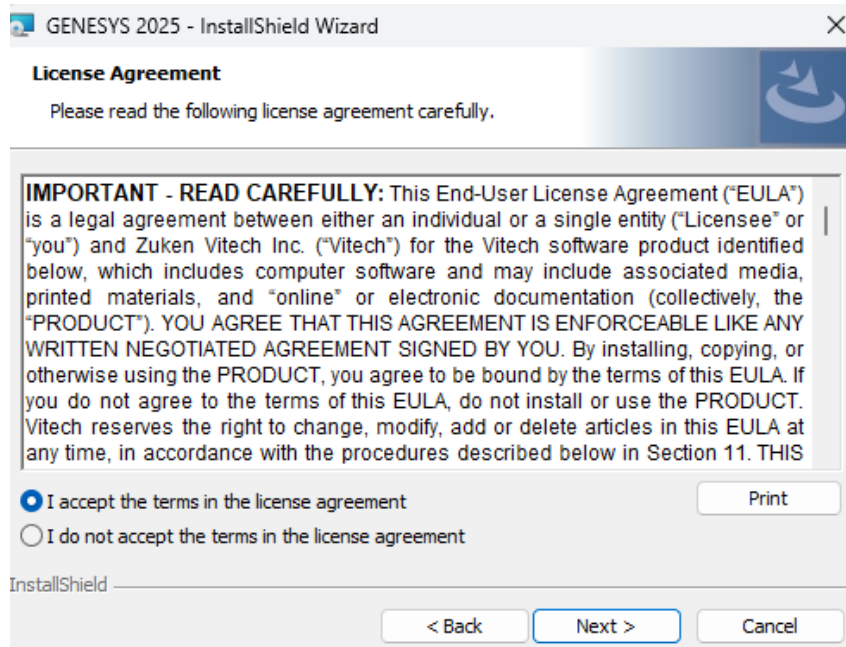 GENESYS 2025 - InstallShield Wizard
License Agreement
Please read the following license agreement carefully.
IMPORTANT - READ CAREFULLY: This End-User License Agreement (“EULA”)
is a legal agreement between either an individual or a single entity (“Licensee” or
“you”) and Zuken Vitech Inc. (“Vitech”) for the Vitech software product identified
below, which includes computer software and may include associated media,
printed materials, and “online” or electronic documentation (collectively, the
“PRODUCT”). YOU AGREE THAT THIS AGREEMENT IS ENFORCEABLE LIKE ANY
WRITTEN NEGOTIATED AGREEMENT SIGNED BY YOU. By installing, copying, or
otherwise using the PRODUCT, you agree to be bound by the terms of this EULA. If
you do not agree to the terms of this EULA, do not install or use the PRODUCT.
Vitech reserves the right to change, modify, add or delete articles in this EULA at
any time, in accordance with the procedures described below in Section 11. THIS
I accept the terms in the license agreement
Print
I do not accept the terms in the license agreement
InstallShield
< Back
Next >
Cancel